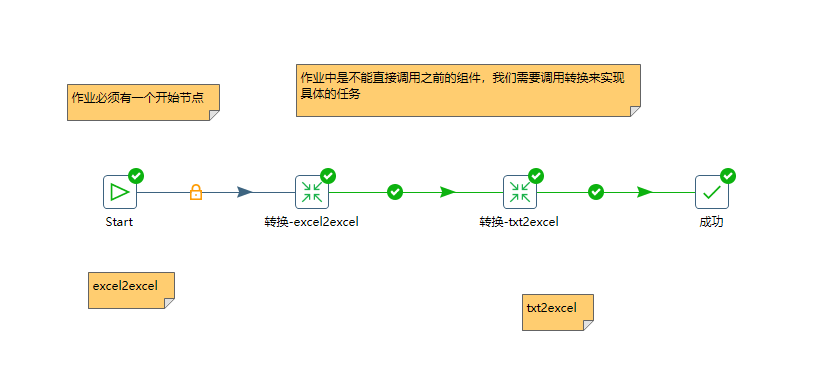 作业必须有一个开始节点
作业中是不能直接调用之前的组件，我们需要调用转换来实现
具体的任务
Start
转换-excel2excel
转换-txt2excel
成功
excel2excel
txt2excel